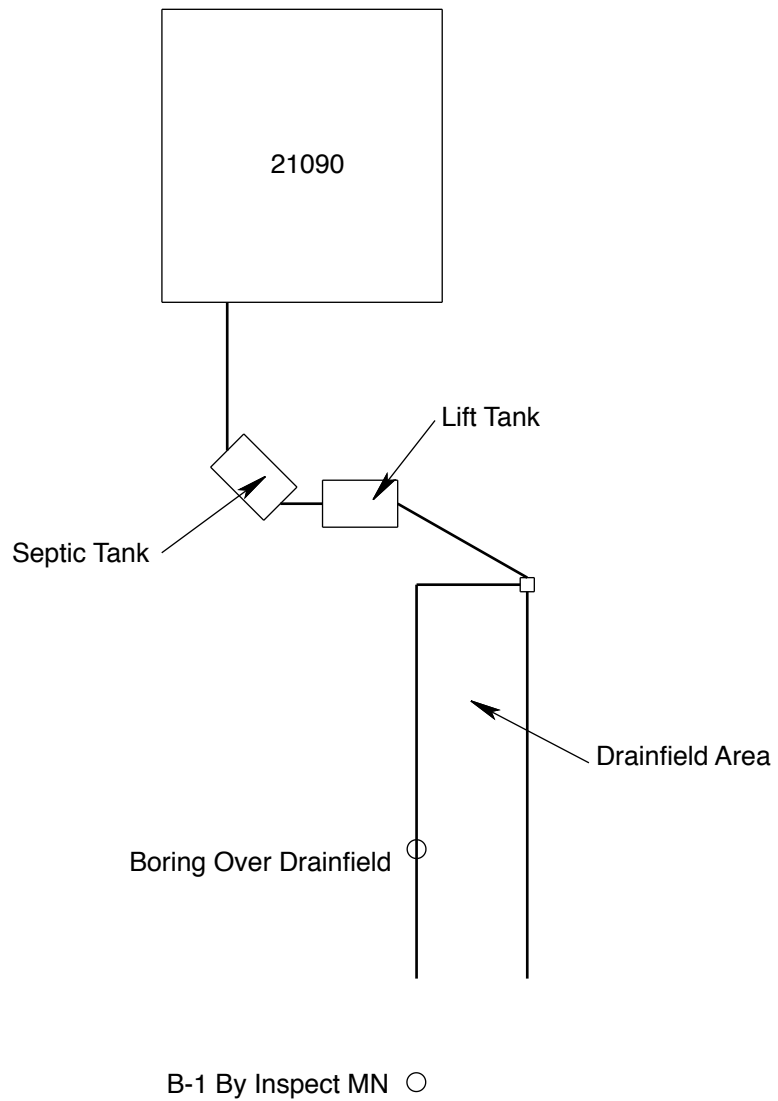 21090
Lift Tank
Septic Tank
Drainfield Area
Boring Over Drainfield
B-1 By Inspect MN